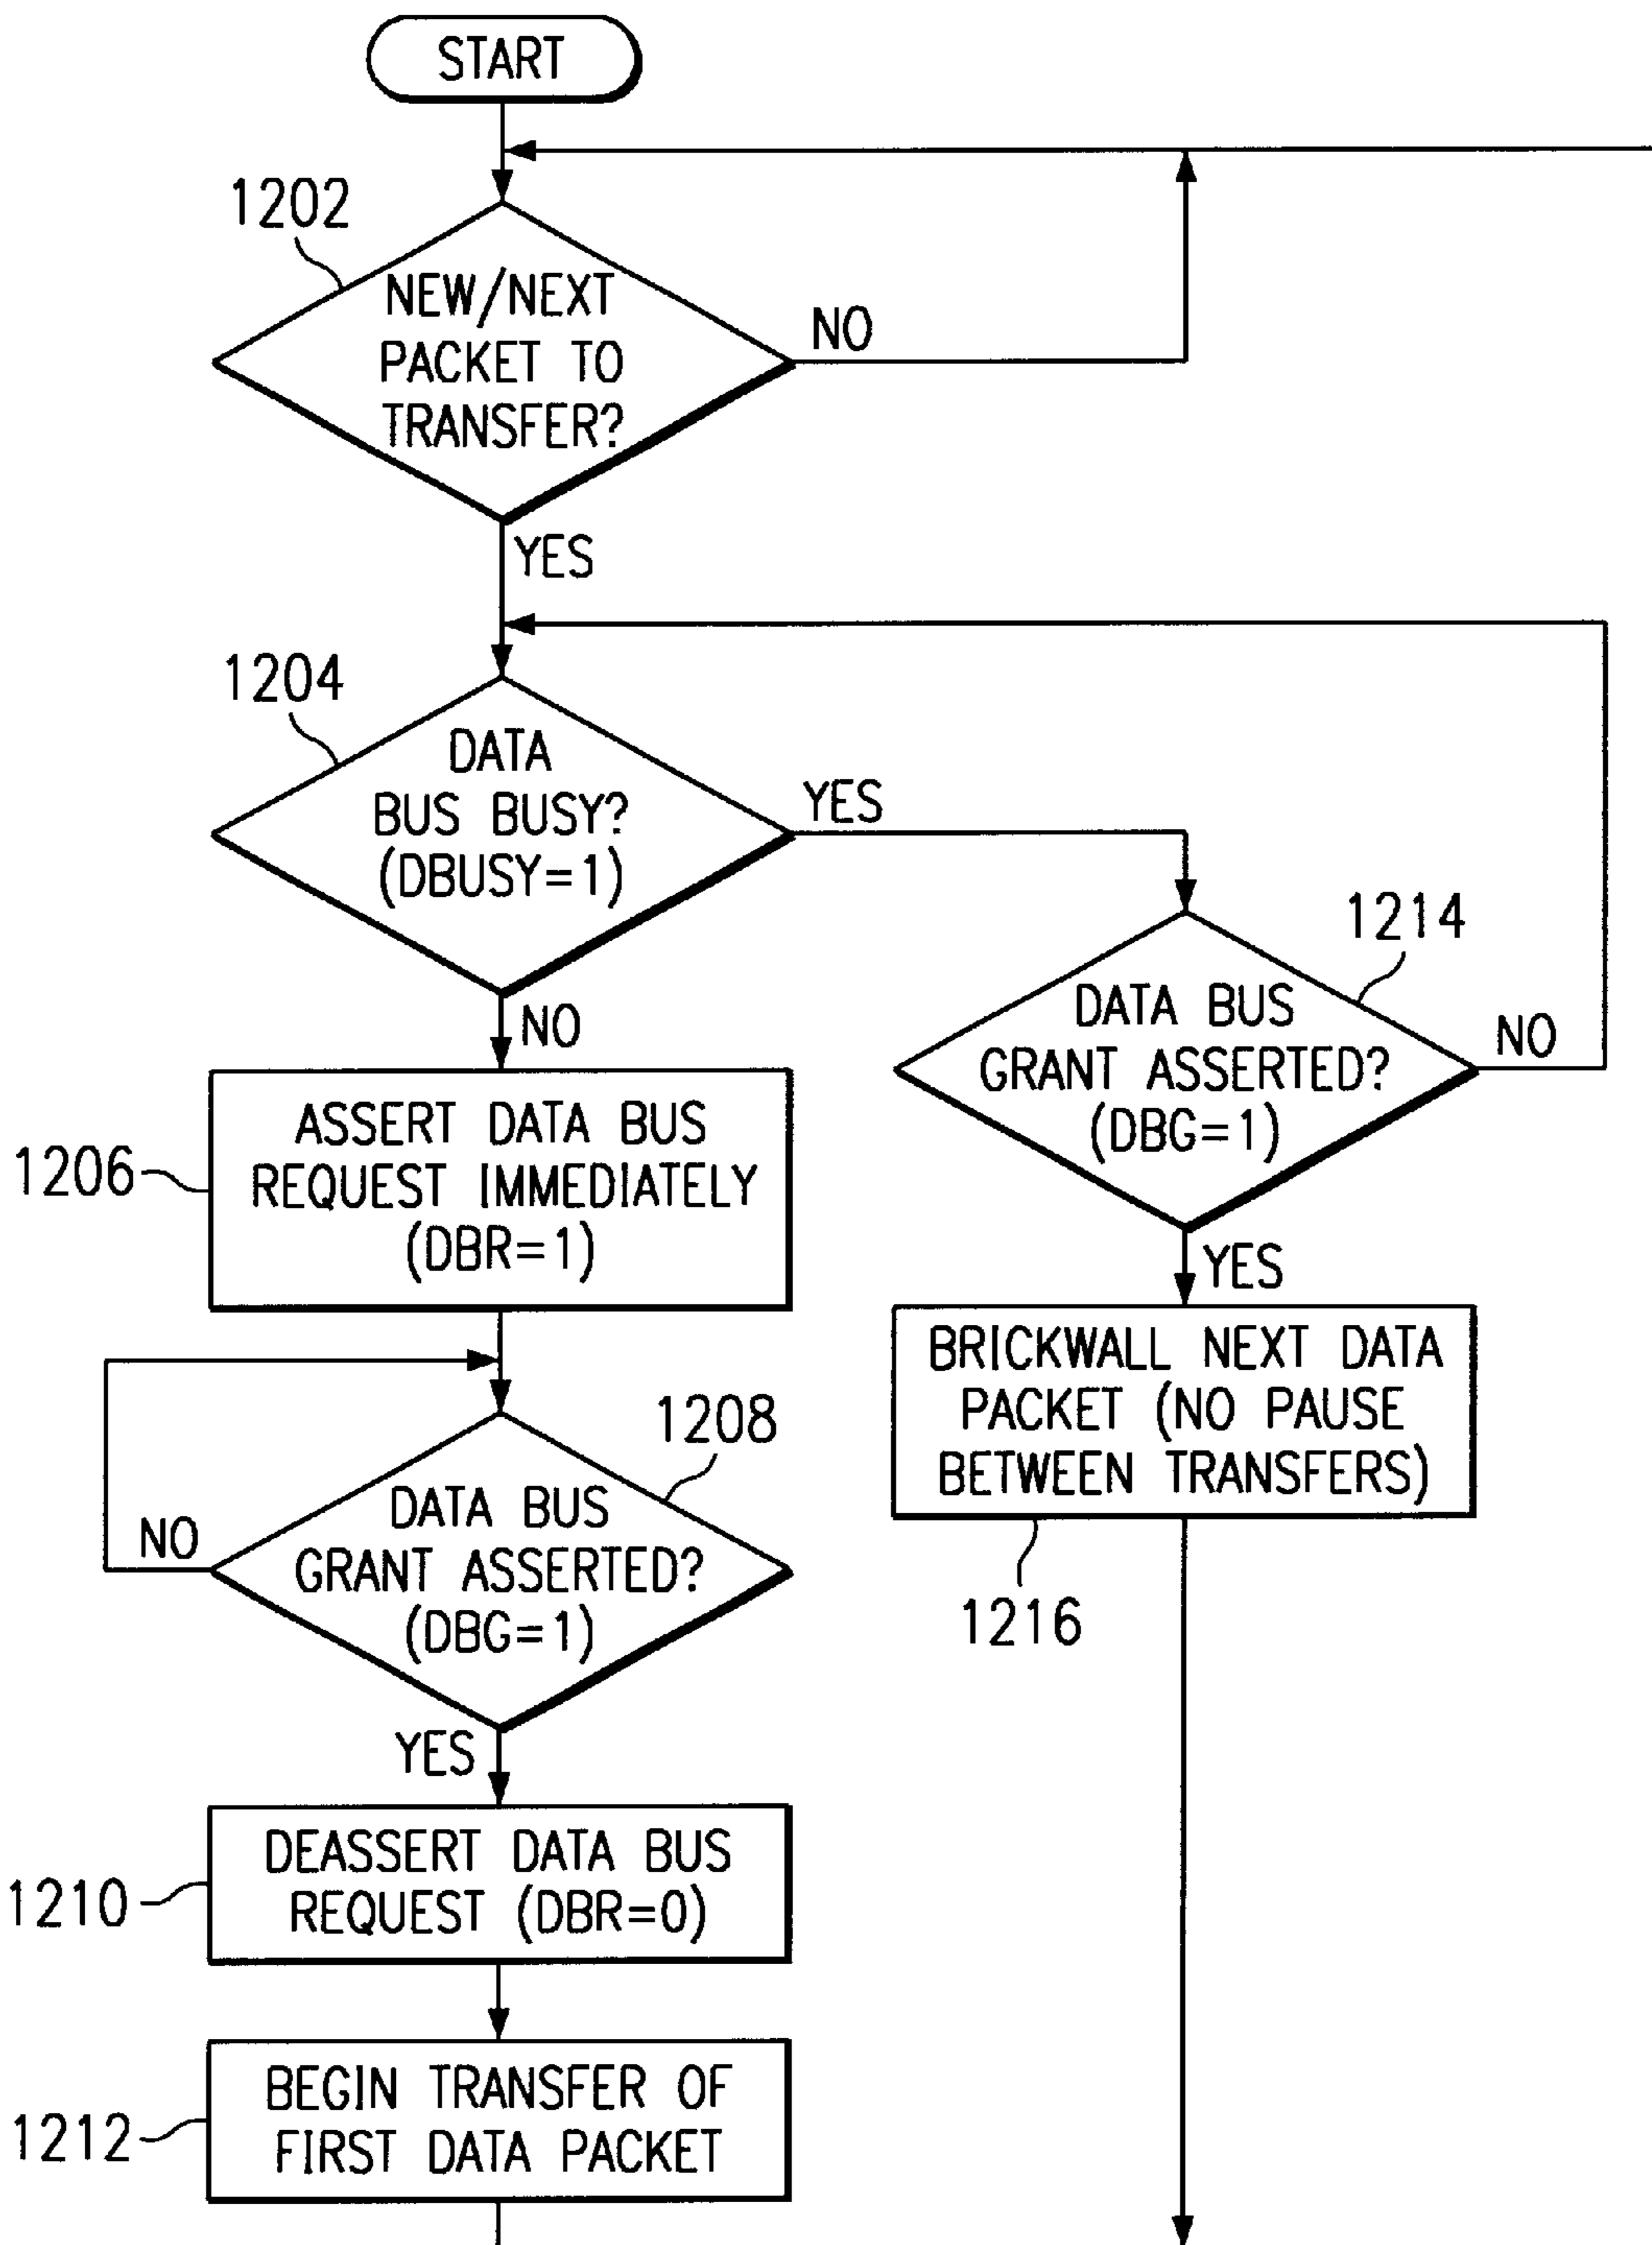 START
1202
NEW/NEXT
PACKET TO
TRANSFER?
NO
YES
1204
DATA
BUS BUSY?
(DBUSY=1)
YES
NO
1214
DATA BUS
GRANT ASSERTED?
(DBG=1)
NO
YES
1206
ASSERT DATA BUS
REQUEST IMMEDIATELY
(DBR=1)
BRICKWALL NEXT DATA
PACKET (NO PAUSE
BETWEEN TRANSFERS)
1216
1208
DATA BUS
GRANT ASSERTED?
(DBG=1)
NO
YES
1210
DEASSERT DATA BUS
REQUEST (DBR=0)
1212
BEGIN TRANSFER OF
FIRST DATA PACKET